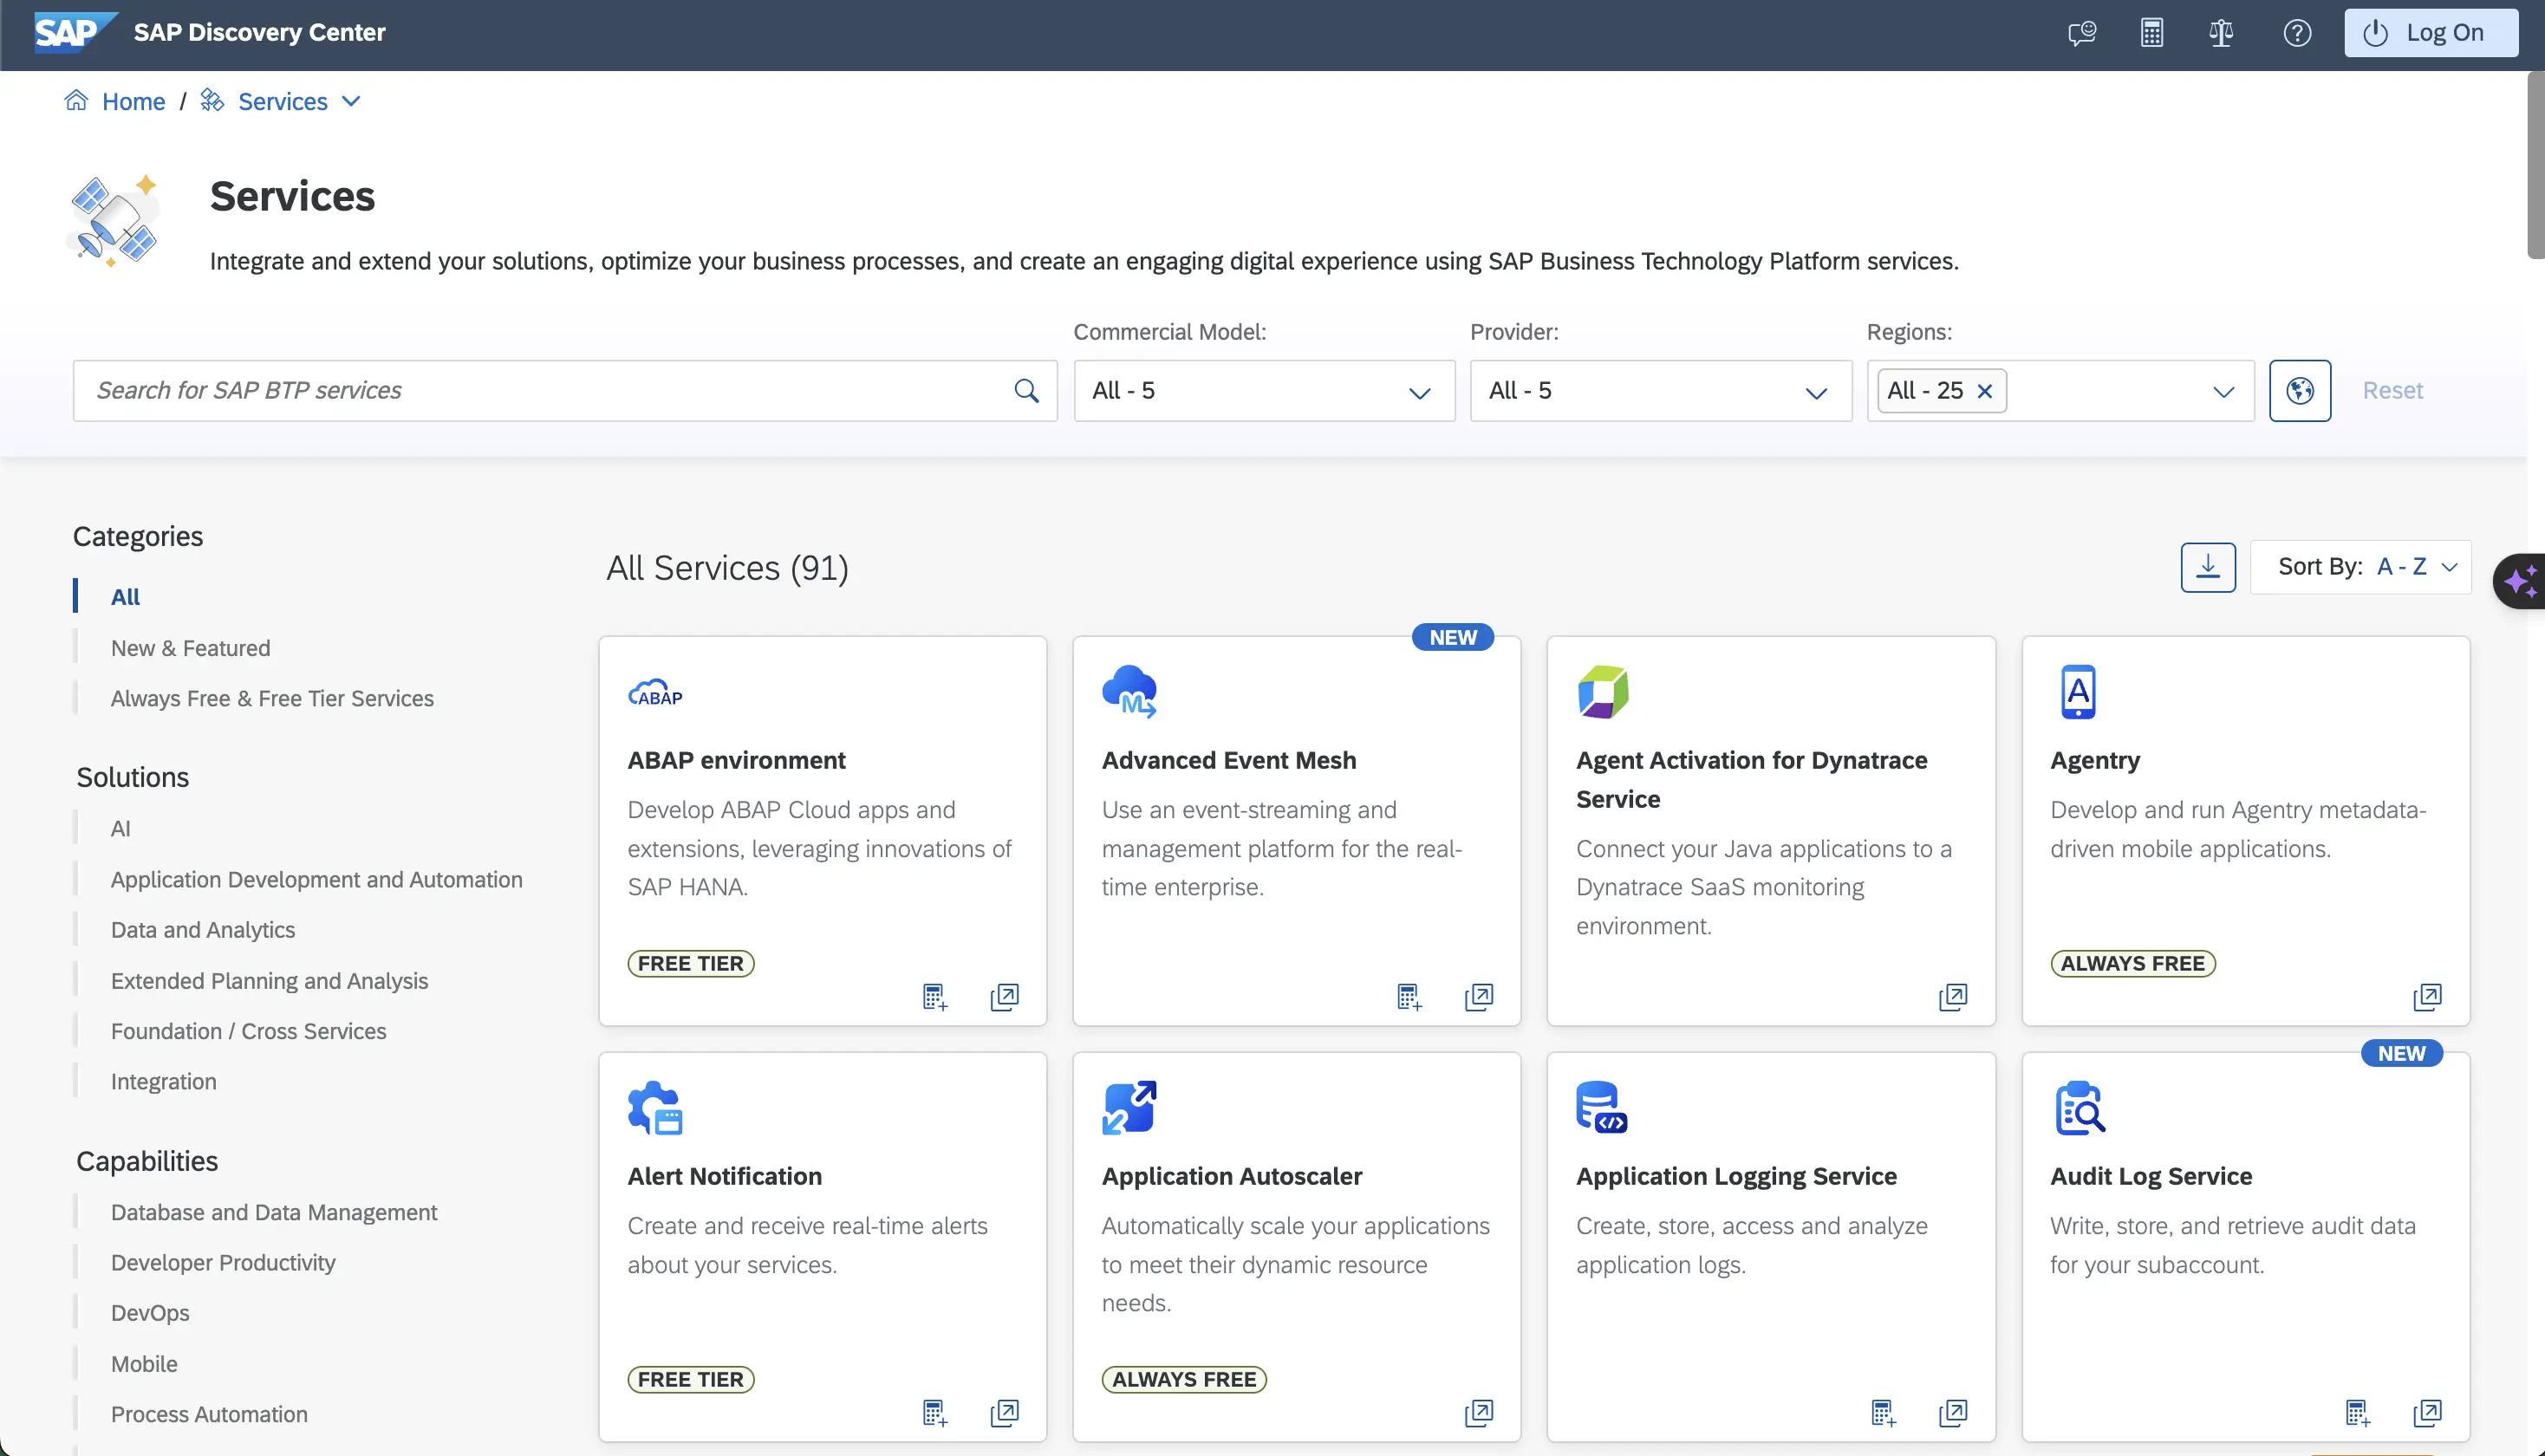 SAP SAP Discovery Center
Log On
Home / Services
Services
Integrate and extend your solutions, optimize your business processes, and create an engaging digital experience using SAP Business Technology Platform services.
Commercial Model:
Provider:
Regions:
Search for SAP BTP services
All - 5
All - 5
All - 25
Reset
Categories
All
New & Featured
Always Free & Free Tier Services
Solutions
AI
Application Development and Automation
Data and Analytics
Extended Planning and Analysis
Foundation / Cross Services
Integration
Capabilities
Database and Data Management
Developer Productivity
DevOps
Mobile
Process Automation
All Services (91)
Sort By: A - Z
ABAP
ABAP environment
Develop ABAP Cloud apps and
extensions, leveraging innovations of
SAP HANA.
FREE TIER
NEW
M
Advanced Event Mesh
Use an event-streaming and
management platform for the real-
time enterprise.
Agent Activation for Dynatrace
Service
Connect your Java applications to a
Dynatrace SaaS monitoring
environment.
A
Agentry
Develop and run Agentry metadata-
driven mobile applications.
ALWAYS FREE
Alert Notification
Create and receive real-time alerts
about your services.
FREE TIER
Application Autoscaler
Automatically scale your applications
to meet their dynamic resource
needs.
ALWAYS FREE
</>
Application Logging Service
Create, store, access and analyze
application logs.
NEW
Audit Log Service
Write, store, and retrieve audit data
for your subaccount.